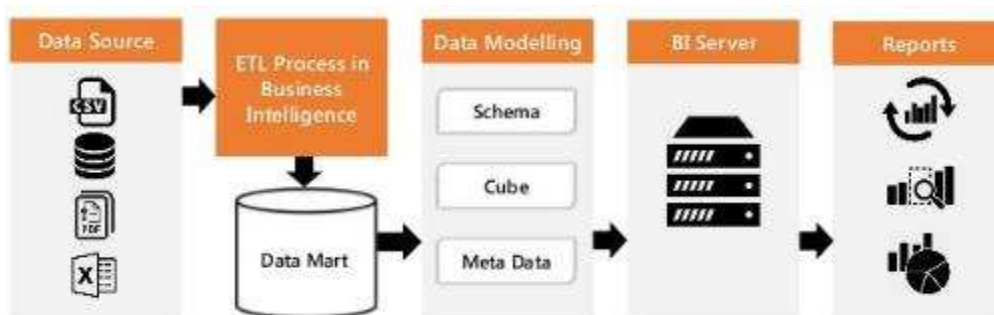 Data Source
CSV
PDF
X
ETL Process in
Business
Intelligence
Data Mart
Data Modelling
Schema
Cube
Meta Data
BI Server
Reports